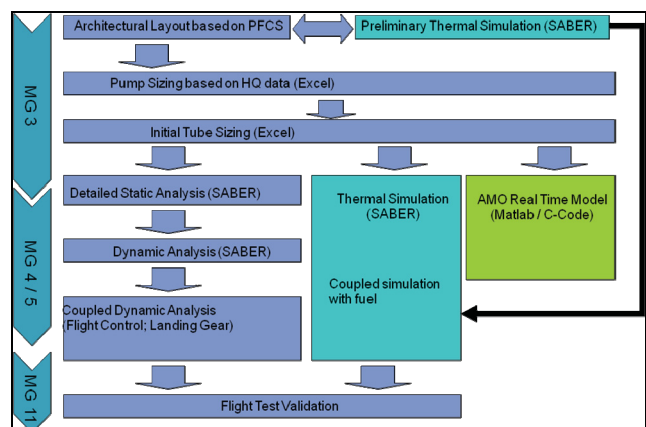 Architectural Layout based on PFCS
Preliminary Thermal Simulation (SABER)
MG 3
Pump Sizing based on HQ data (Excel)
Initial Tube Sizing (Excel)
Detailed Static Analysis (SABER)
Thermal Simulation
(SABER)
AMO Real Time Model
(Matlab / C-Code)
MG 4 / 5
Dynamic Analysis (SABER)
Coupled simulation
with fuel
Coupled Dynamic Analysis
(Flight Control; Landing Gear)
MG 11
Flight Test Validation